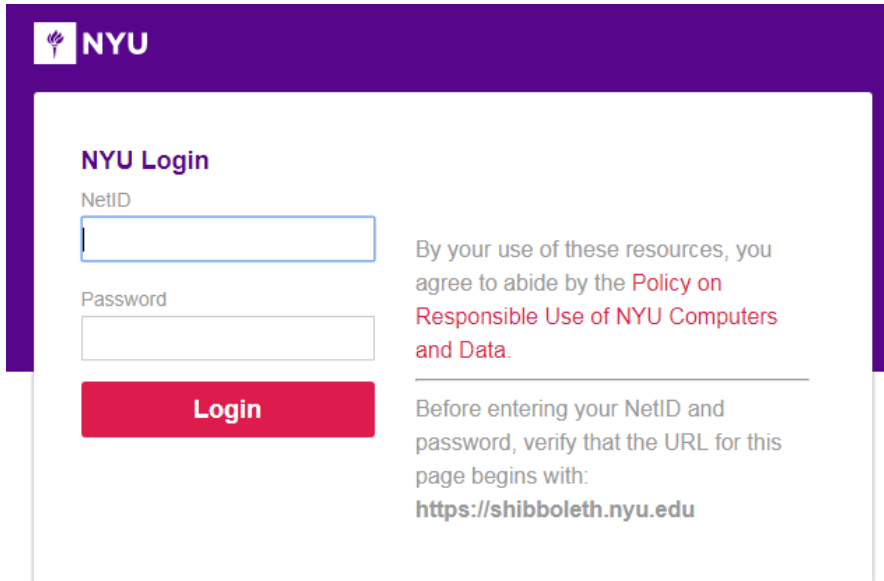 NYU
NYU Login
NetID
Password
Login
By your use of these resources, you
agree to abide by the Policy on
Responsible Use of NYU Computers
and Data.
Before entering your NetID and
password, verify that the URL for this
page begins with:
https://shibboleth.nyu.edu